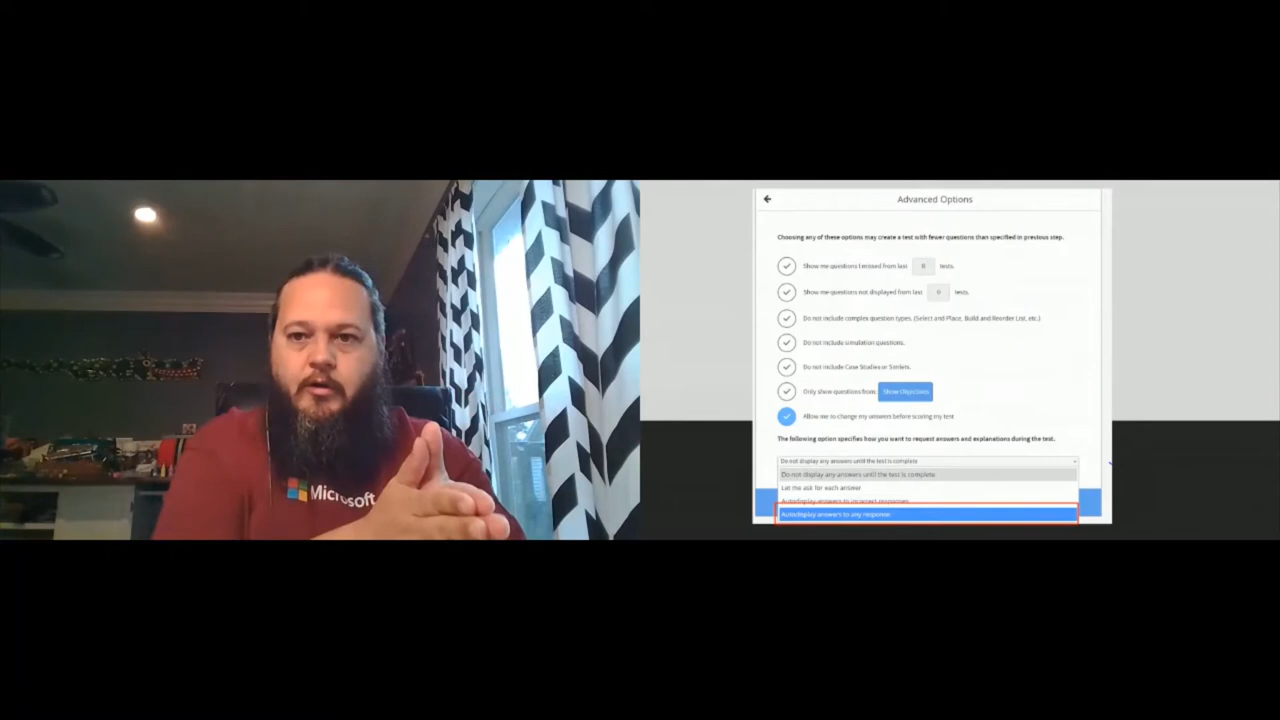 Microsoft
Advanced Options
Choosing any of these options may create a test with fewer questions than specified in previous step.
Show me questions I missed from last 0 tests.
Show me questions not displayed from last 0 tests.
Do not include complex question types. (Select and Place, Build and Reorder List, etc.)
Do not include simulation questions.
Do not include Case Studies or Simlets.
Only show questions from: Show Objectives
Allow me to change my answers before scoring my test
The following option specifies how you want to request answers and explanations during the test.
Do not display any answers until the test is complete.
Do not display any answers until the test is complete.
Let me ask for each answer
Autodisplay answers to incorrect responses
Autodisplay answers to any response